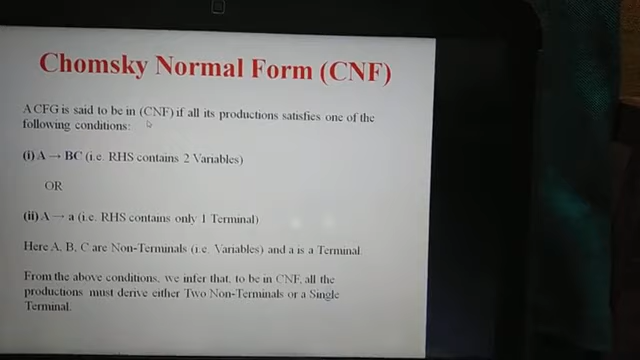 Chomsky Normal Form (CNF)
A CFG is said to be in (CNF) if all its productions satisfies one of the
following conditions:
(i) A → BC (i.e. RHS contains 2 Variables)
OR
(ii) A → a (i.e. RHS contains only 1 Terminal)
Here A, B, C are Non-Terminals (i.e. Variables) and a is a Terminal.
From the above conditions, we infer that, to be in CNF, all the
productions must derive either Two Non-Terminals or a Single
Terminal.